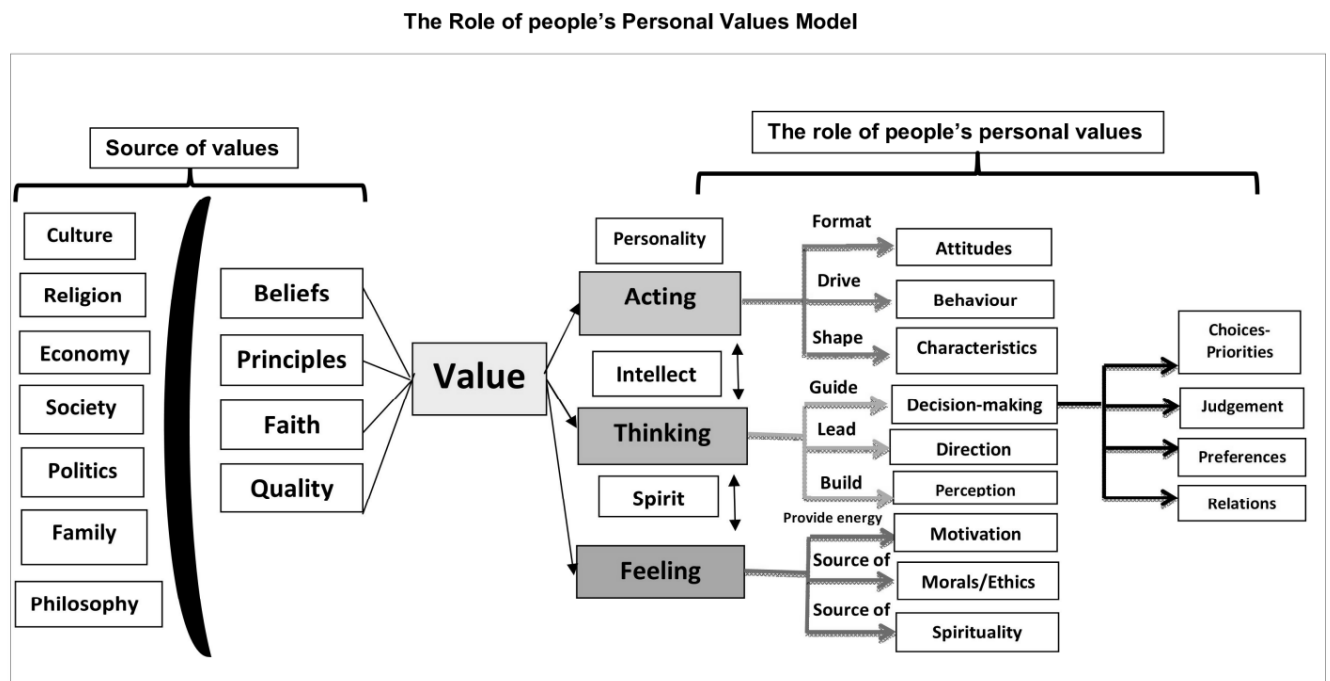 The Role of people's Personal Values Model
Source of values
The role of people's personal values
Culture
Religion
Economy
Society
Politics
Family
Philosophy
Beliefs
Principles
Faith
Quality
Value
Personality
Acting
Intellect
Thinking
Spirit
Feeling
Format
Attitudes
Drive
Behaviour
Shape
Characteristics
Guide
Decision-making
Lead
Direction
Build
Perception
Provide energy
Motivation
Source of
Morals/Ethics
Source of
Spirituality
Choices-
Priorities
Judgement
Preferences
Relations